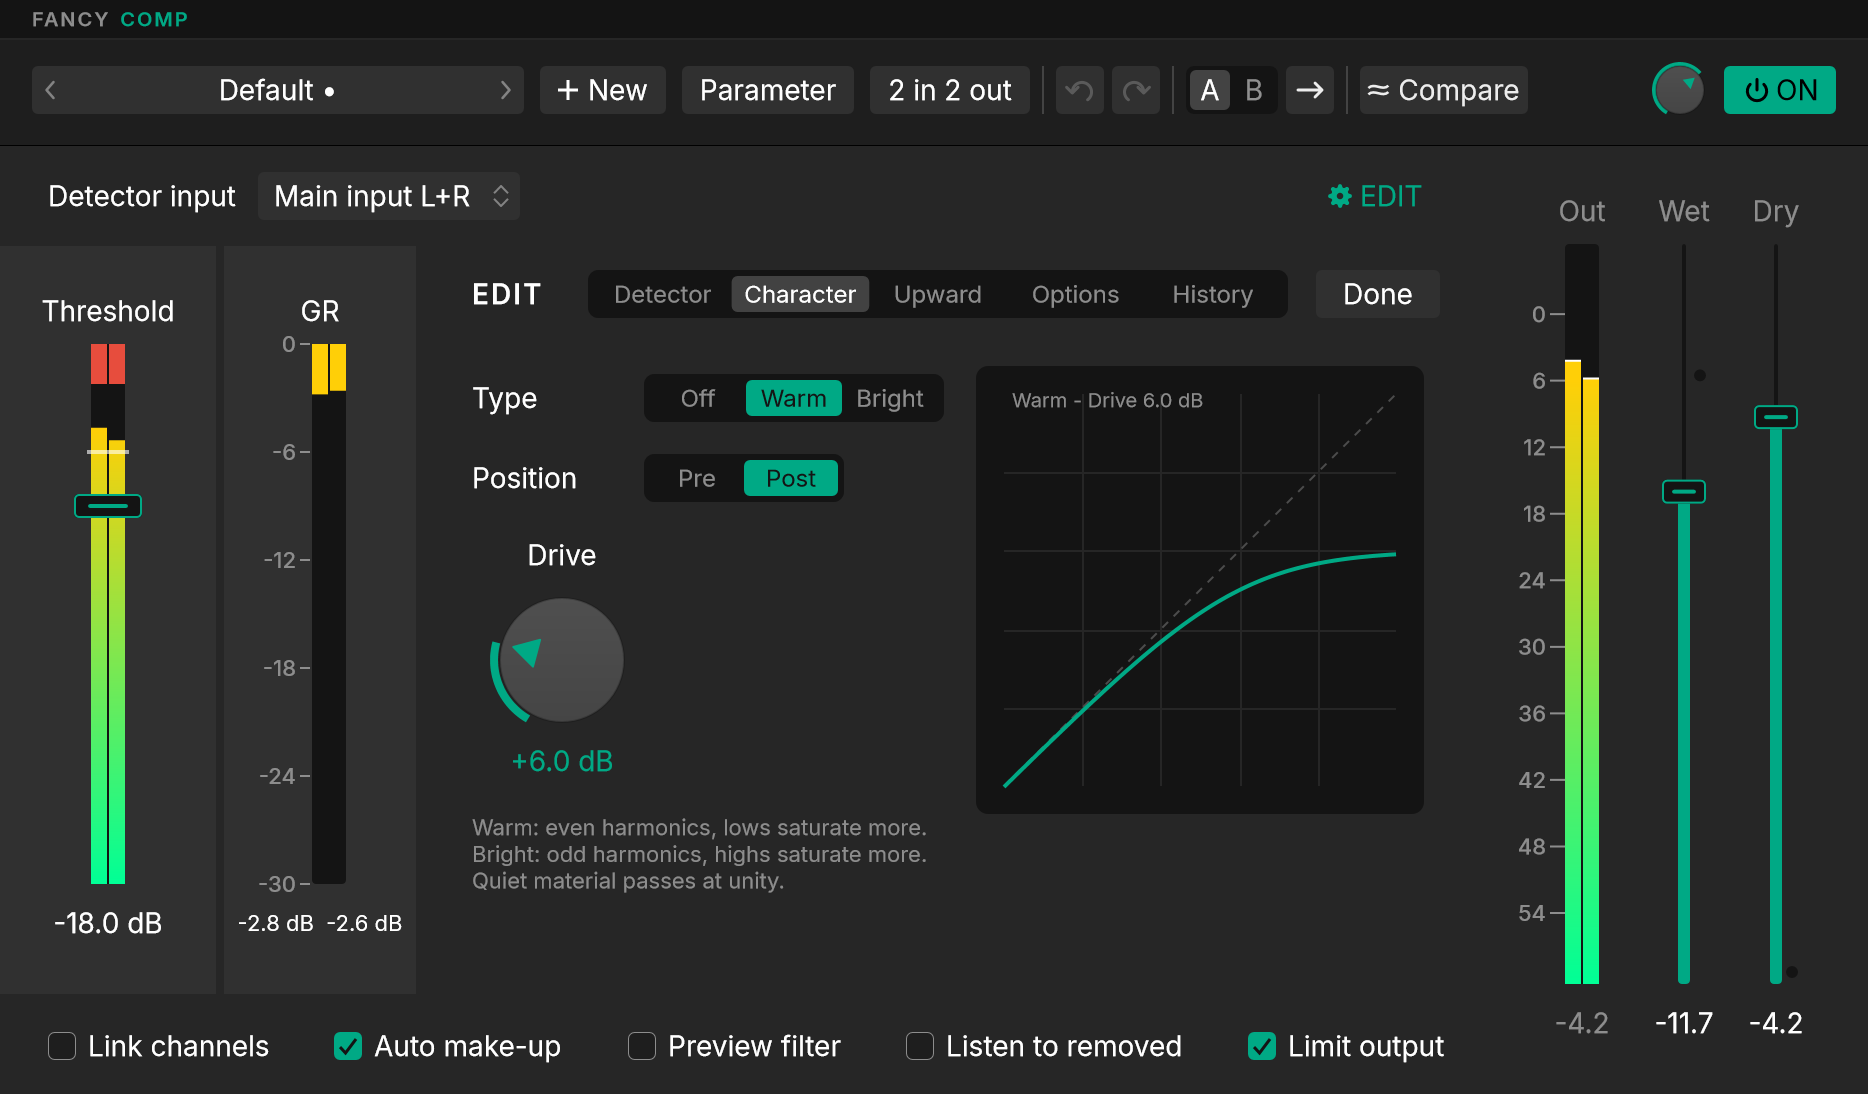 FANCY COMP
Default •
+ New
Parameter
2 in 2 out
A B
≈ Compare
ON
Detector input
Main input L+R
EDIT
Out
Wet
Dry
Threshold
-18.0 dB
GR
0
-6
-12
-18
-24
-30
-2.8 dB -2.6 dB
EDIT
Detector
Character
Upward
Options
History
Done
Type
Off
Warm
Bright
Position
Pre
Post
Drive
+6.0 dB
Warm: even harmonics, lows saturate more.
Bright: odd harmonics, highs saturate more.
Quiet material passes at unity.
Warm - Drive 6.0 dB
0
6
12
18
24
30
36
42
48
54
-4.2
-11.7
-4.2
Link channels
Auto make-up
Preview filter
Listen to removed
Limit output